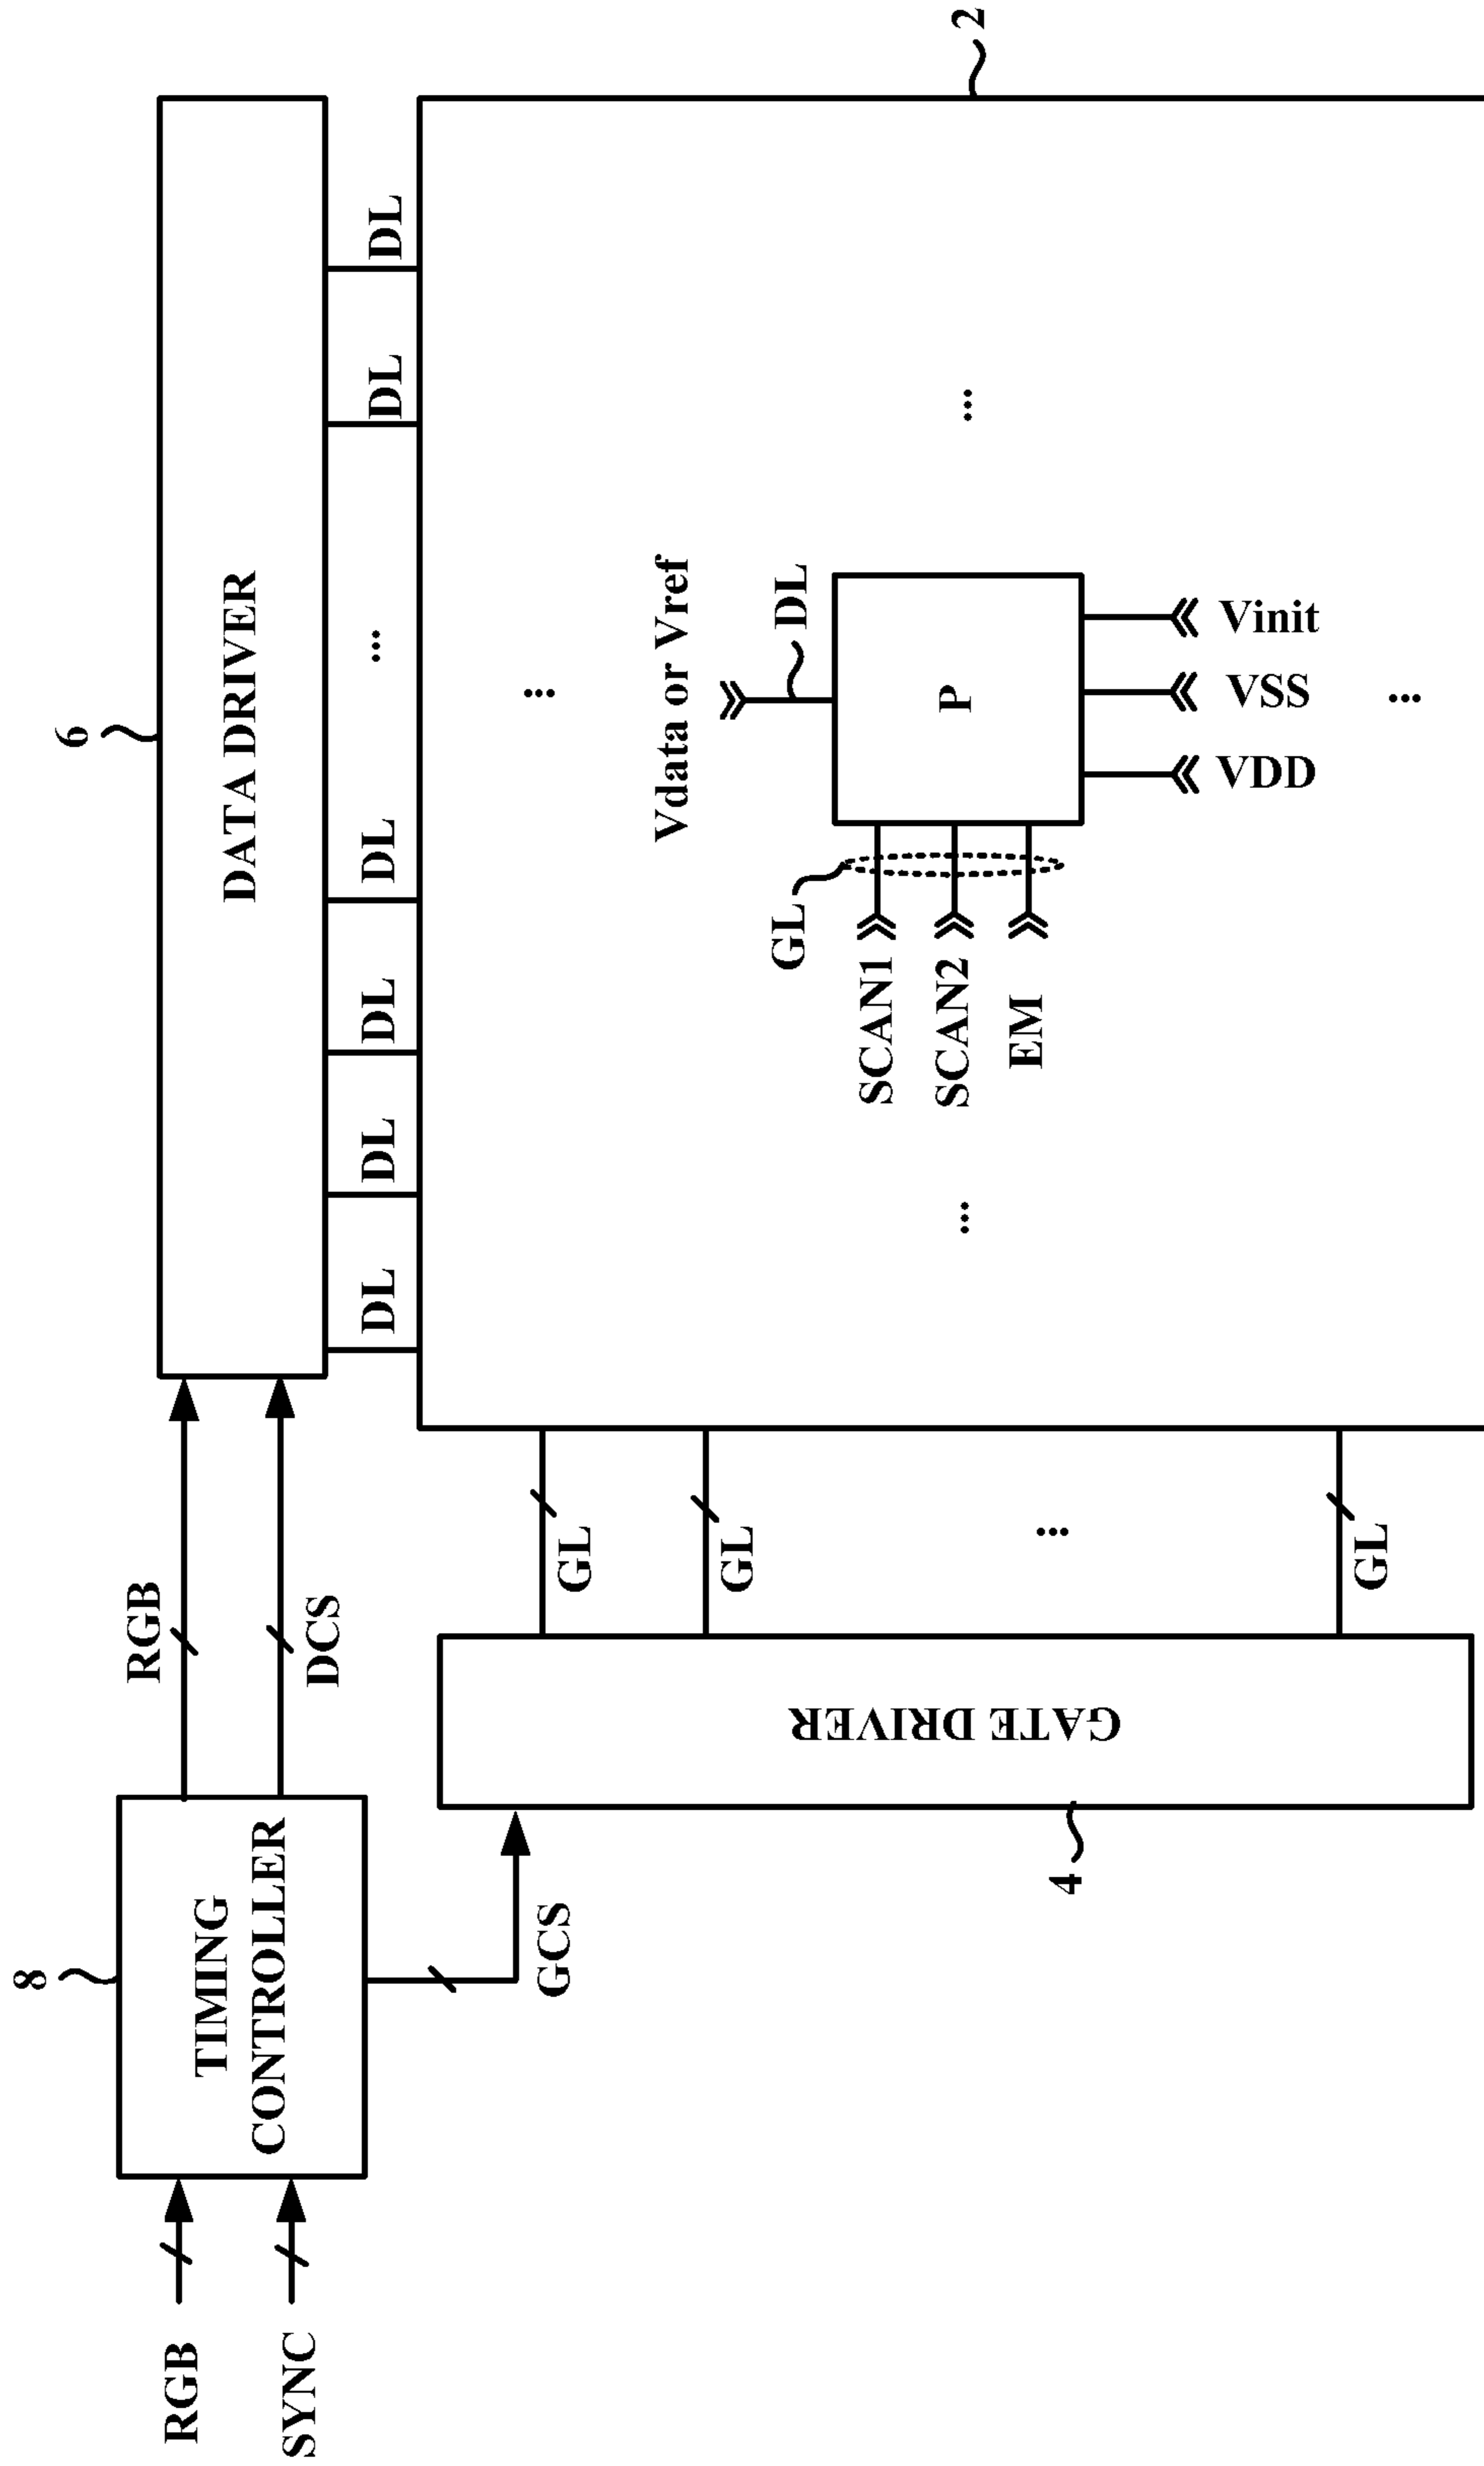 8
6
2
RGB
SYNC
TIMING
CONTROLLER
RGB
DCS
GCS
DATA DRIVER
DL
DL
DL
DL
...
DL
DL
4
GATE DRIVER
GL
GL
...
GL
...
Vdata or Vref
DL
GL
SCAN1
SCAN2
EM
P
VDD
VSS
Vinit
...
...
...